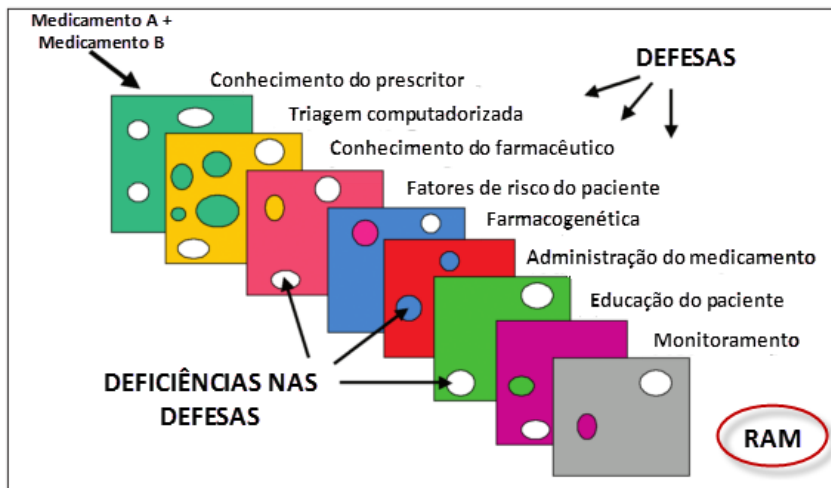 Medicamento A +
Medicamento B
DEFESAS
Conhecimento do prescritor
Triagem computadorizada
Conhecimento do farmacêutico
Fatores de risco do paciente
Farmacogenética
Administração do medicamento
Educação do paciente
Monitoramento
DEFICIÊNCIAS NAS
DEFESAS
RAM